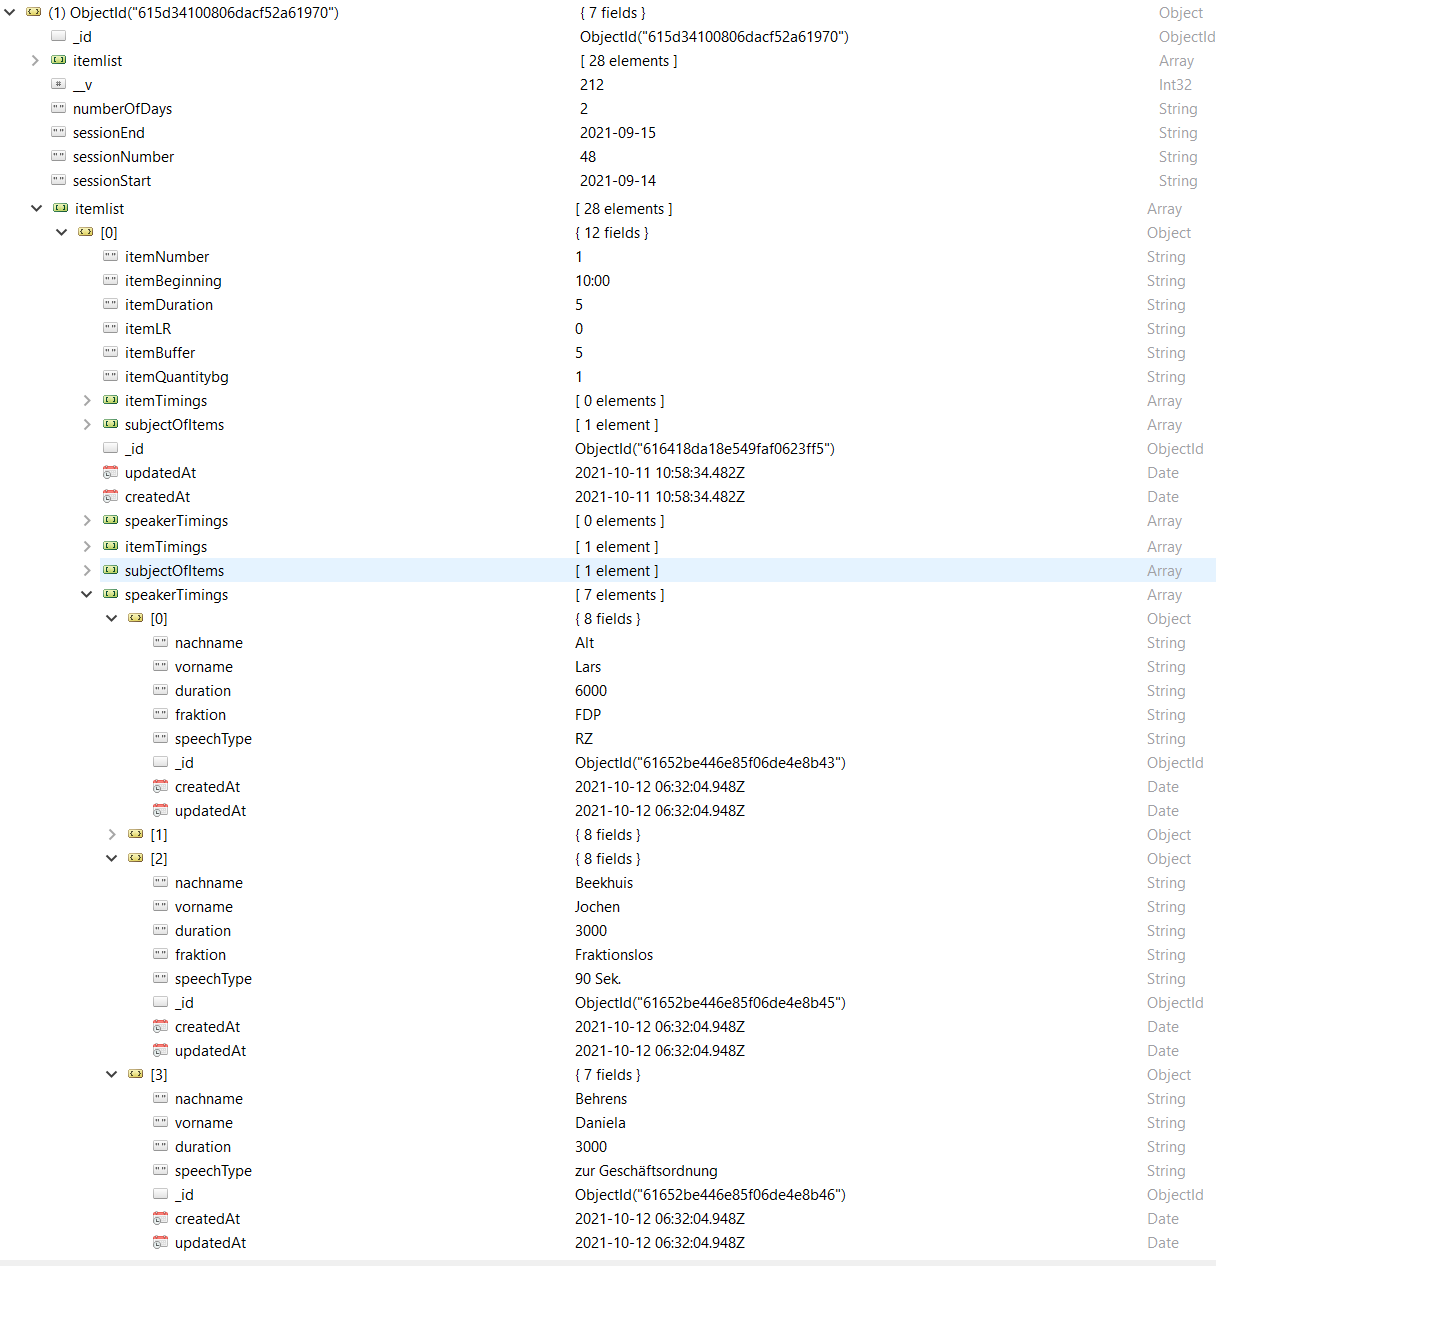 (1) ObjectId("615d34100806dacf52a61970") { 7 fields } Object
_id ObjectId("615d34100806dacf52a61970") ObjectId
itemlist [ 28 elements ] Array
__v 212 Int32
numberOfDays 2 String
sessionEnd 2021-09-15 String
sessionNumber 48 String
sessionStart 2021-09-14 String
itemlist [ 28 elements ] Array
[0] { 12 fields } Object
itemNumber 1 String
itemBeginning 10:00 String
itemDuration 5 String
itemLR 0 String
itemBuffer 5 String
itemQuantitybg 1 String
itemTimings [ 0 elements ] Array
subjectOfItems [ 1 element ] Array
_id ObjectId("616418da18e549faf0623ff5") ObjectId
updatedAt 2021-10-11 10:58:34.482Z Date
createdAt 2021-10-11 10:58:34.482Z Date
speakerTimings [ 0 elements ] Array
itemTimings [ 1 element ] Array
subjectOfItems [ 1 element ] Array
speakerTimings [ 7 elements ] Array
[0] { 8 fields } Object
nachname Alt String
vorname Lars String
duration 6000 String
fraktion FDP String
speechType RZ String
_id ObjectId("61652be446e85f06de4e8b43") ObjectId
createdAt 2021-10-12 06:32:04.948Z Date
updatedAt 2021-10-12 06:32:04.948Z Date
[1] { 8 fields } Object
[2] { 8 fields } Object
nachname Beekhuis String
vorname Jochen String
duration 3000 String
fraktion Fraktionslos String
speechType 90 Sek. String
_id ObjectId("61652be446e85f06de4e8b45") ObjectId
createdAt 2021-10-12 06:32:04.948Z Date
updatedAt 2021-10-12 06:32:04.948Z Date
[3] { 7 fields } Object
nachname Behrens String
vorname Daniela String
duration 3000 String
speechType zur Geschäftsordnung String
_id ObjectId("61652be446e85f06de4e8b46") ObjectId
createdAt 2021-10-12 06:32:04.948Z Date
updatedAt 2021-10-12 06:32:04.948Z Date